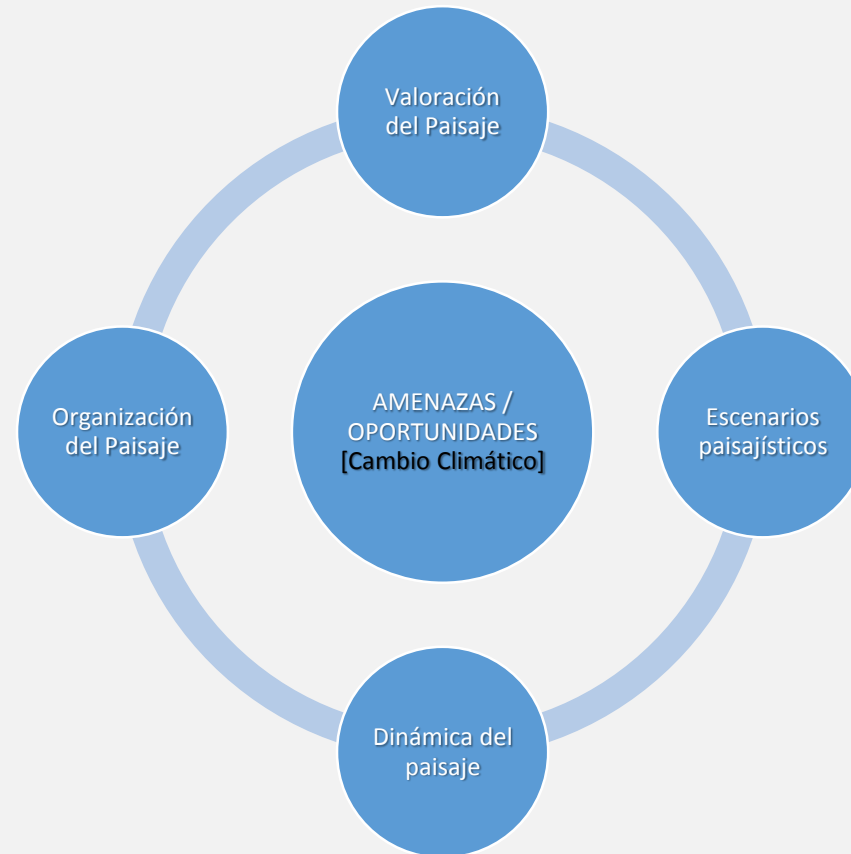 Valoración
del Paisaje
Organización
del Paisaje
AMENAZAS /
OPORTUNIDADES
[Cambio Climático]
Escenarios
paisajísticos
Dinámica del
paisaje